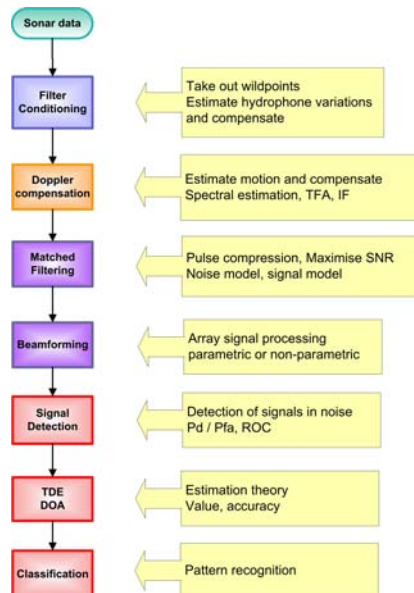 Sonar data
Filter
Conditioning
Take out wildpoints
Estimate hydrophone variations
and compensate
Doppler
compensation
Estimate motion and compensate
Spectral estimation, TFA, IF
Matched
Filtering
Pulse compression, Maximise SNR
Noise model, signal model
Beamforming
Array signal processing
parametric or non-parametric
Signal
Detection
Detection of signals in noise
Pd / Pfa, ROC
TDE
DOA
Estimation theory
Value, accuracy
Classification
Pattern recognition